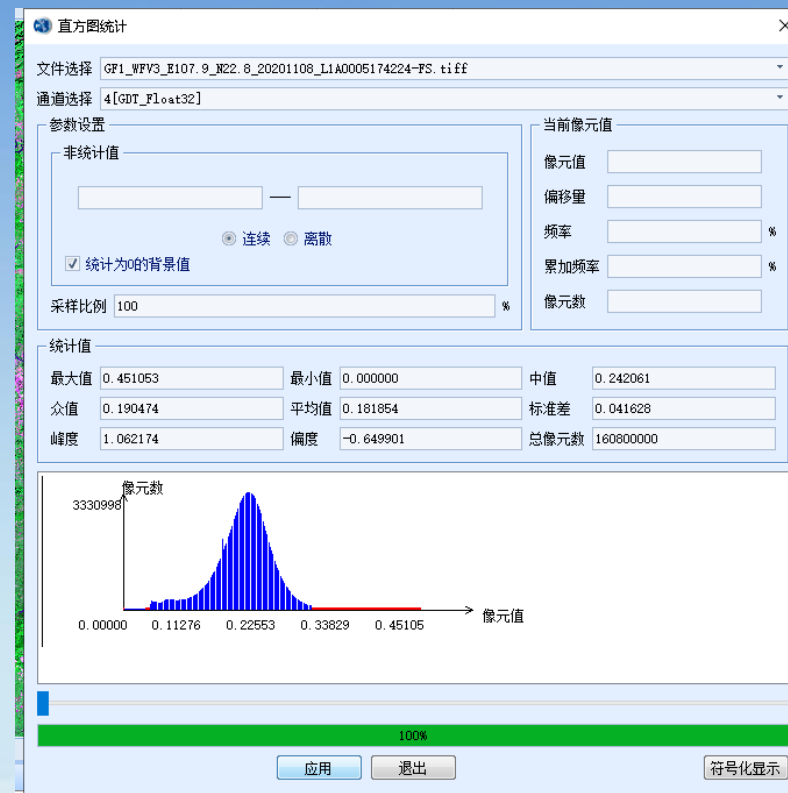 直方图统计
文件选择 GF1_WFV3_E107.9_N22.8_20201108_L1A0005174224-FS.tiff
通道选择 4[GDT_Float32]
参数设置
非统计值
—
连续 离散
统计为0的背景值
采样比例 100 %
当前像元值
像元值
偏移量
频率 %
累加频率 %
像元数
统计值
最大值 0.451053 最小值 0.000000 中值 0.242061
众值 0.190474 平均值 0.181854 标准差 0.041628
峰度 1.062174 偏度 -0.649901 总像元数 160800000
像元数
3330998
像元值
0.00000 0.11276 0.22553 0.33829 0.45105
100%
应用 退出 符号化显示